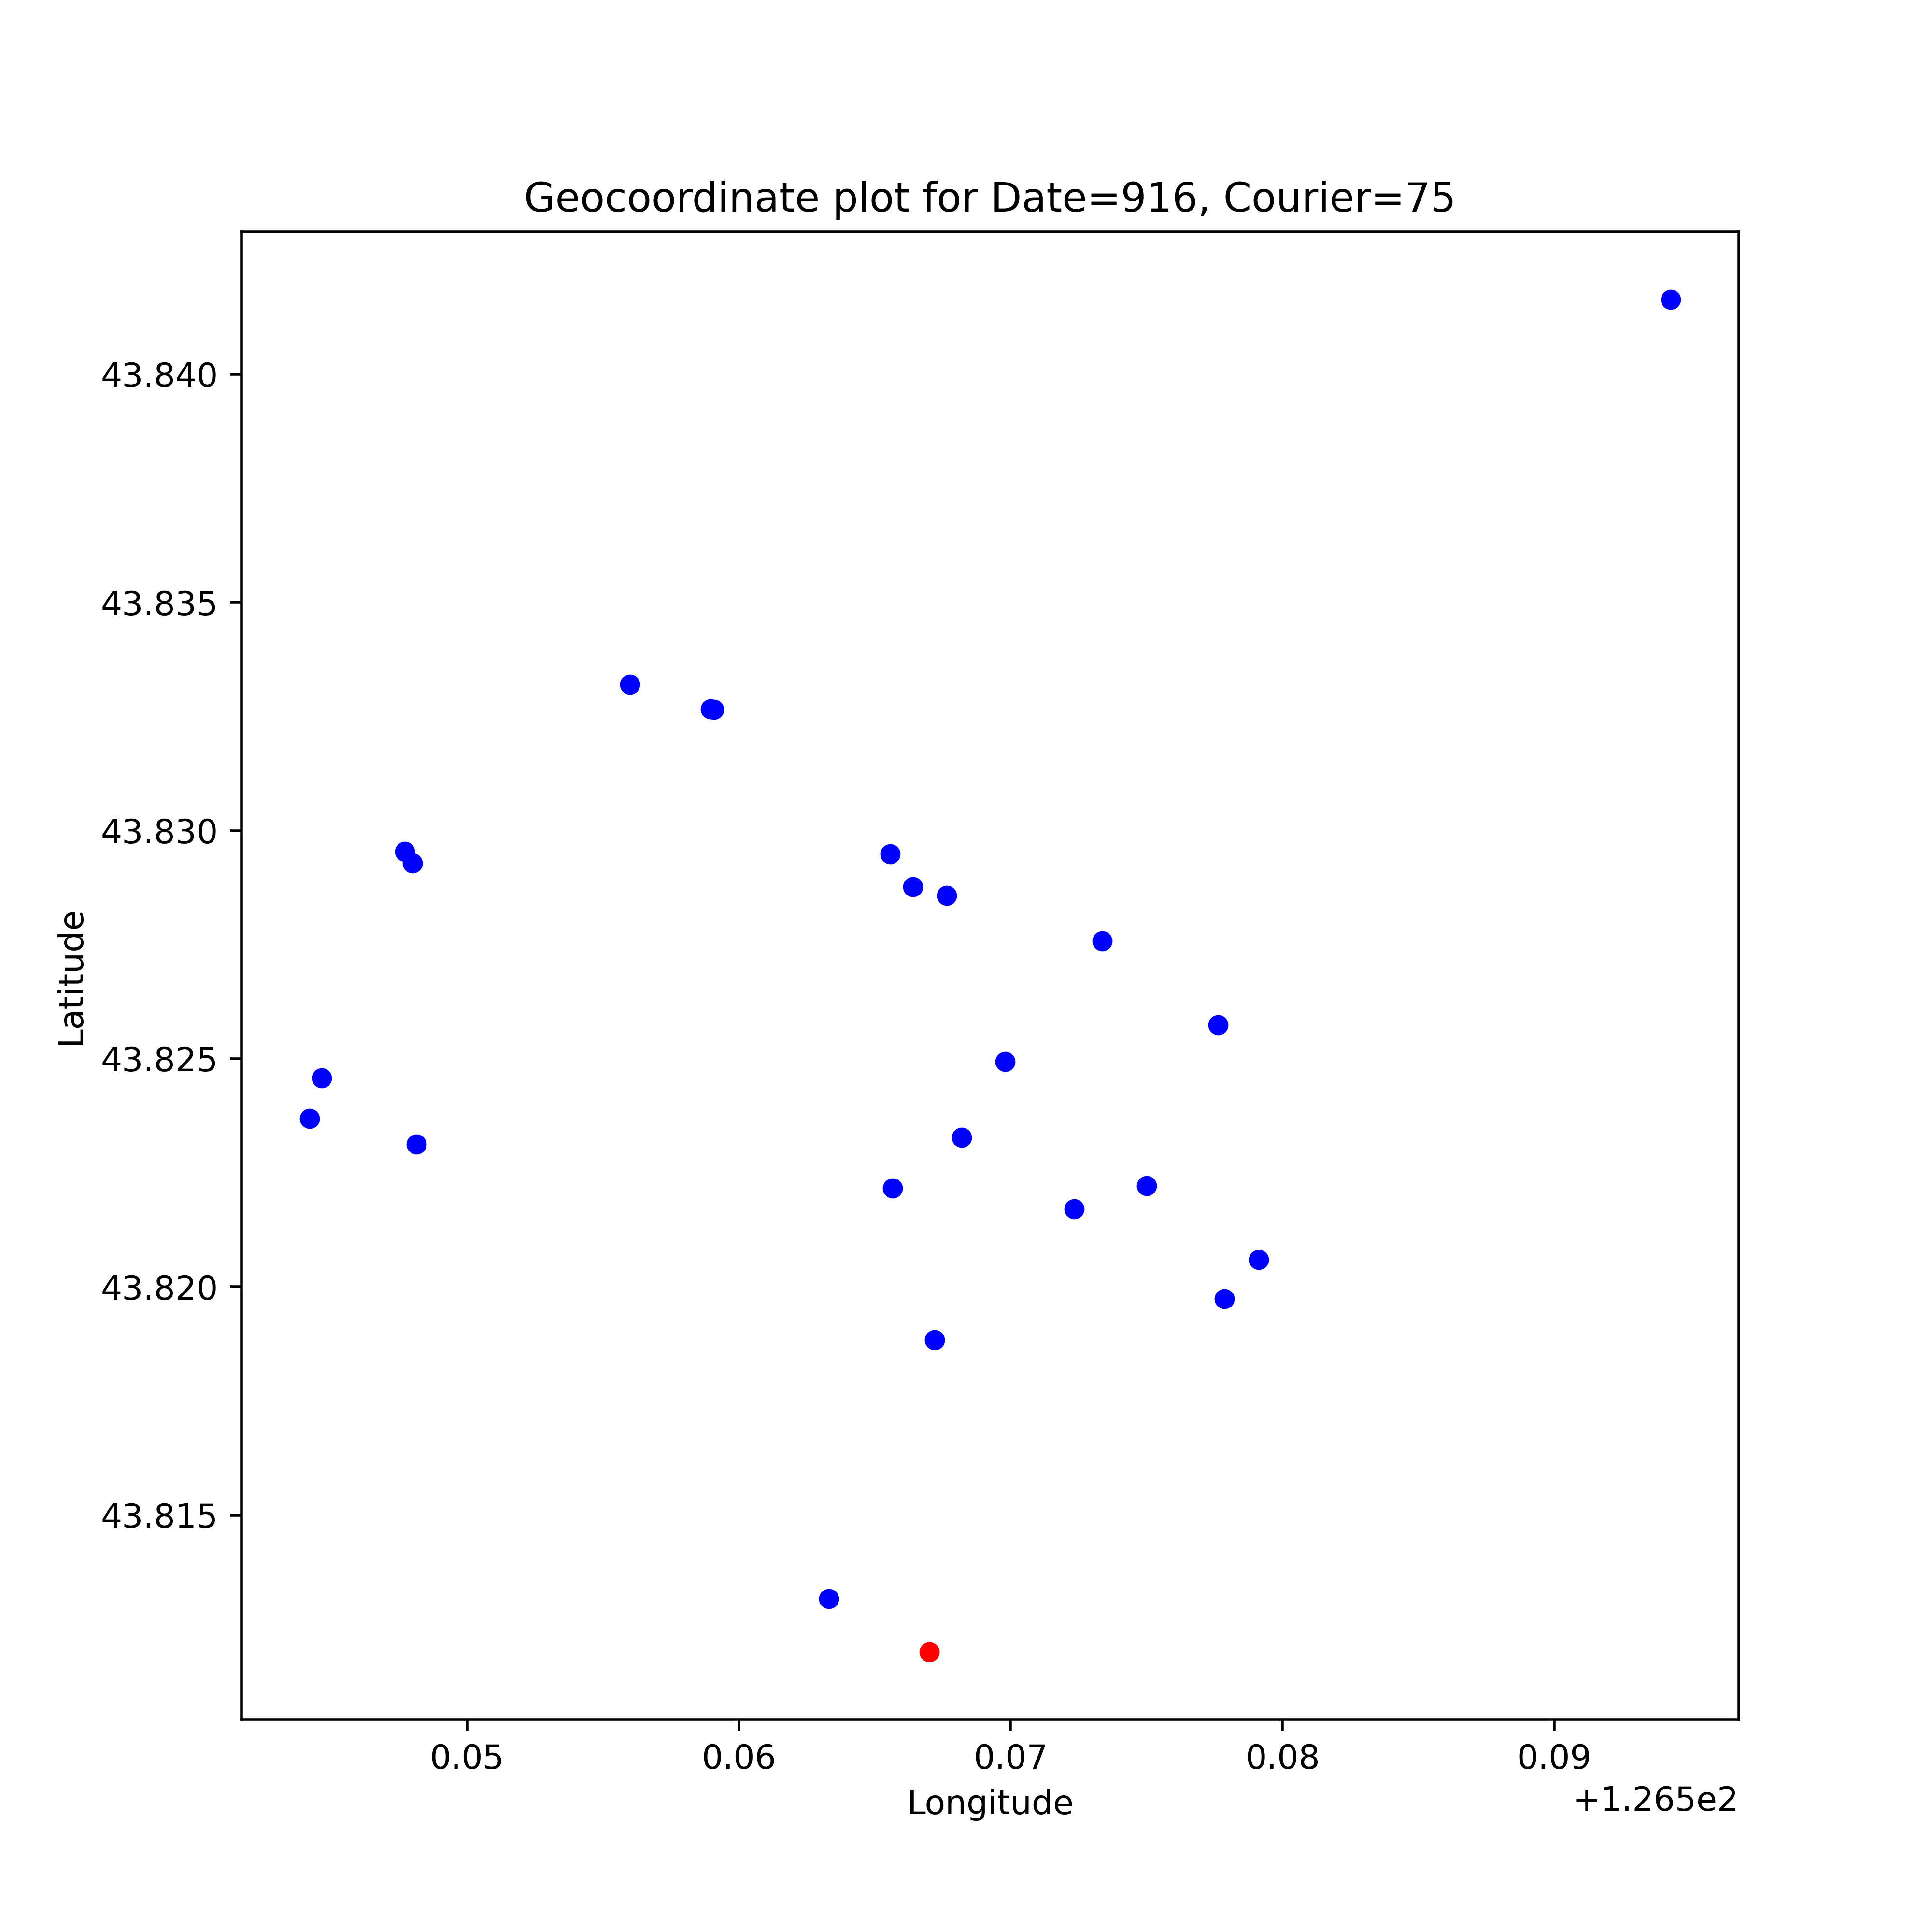 Geocoordinate plot for Date=916, Courier=75
43.840
43.835
43.830
43.825
43.820
43.815
Latitude
0.05 0.06 0.07 0.08 0.09
+1.265e2
Longitude